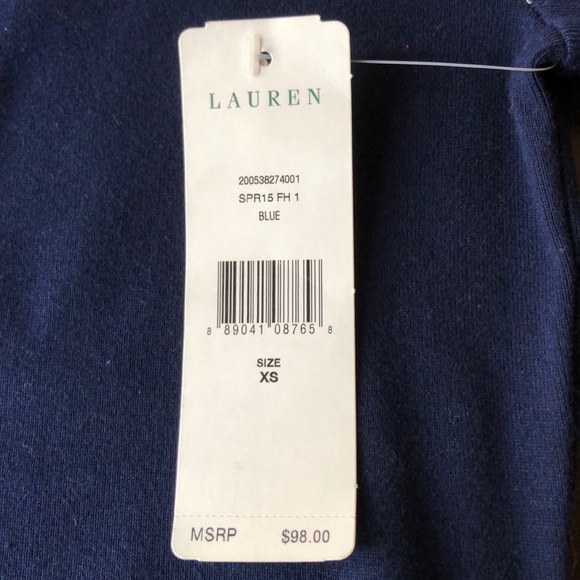 LAUREN
200538274001
SPR15 FH 1
BLUE
8 89041 08765 8
SIZE
XS
MSRP $98.00